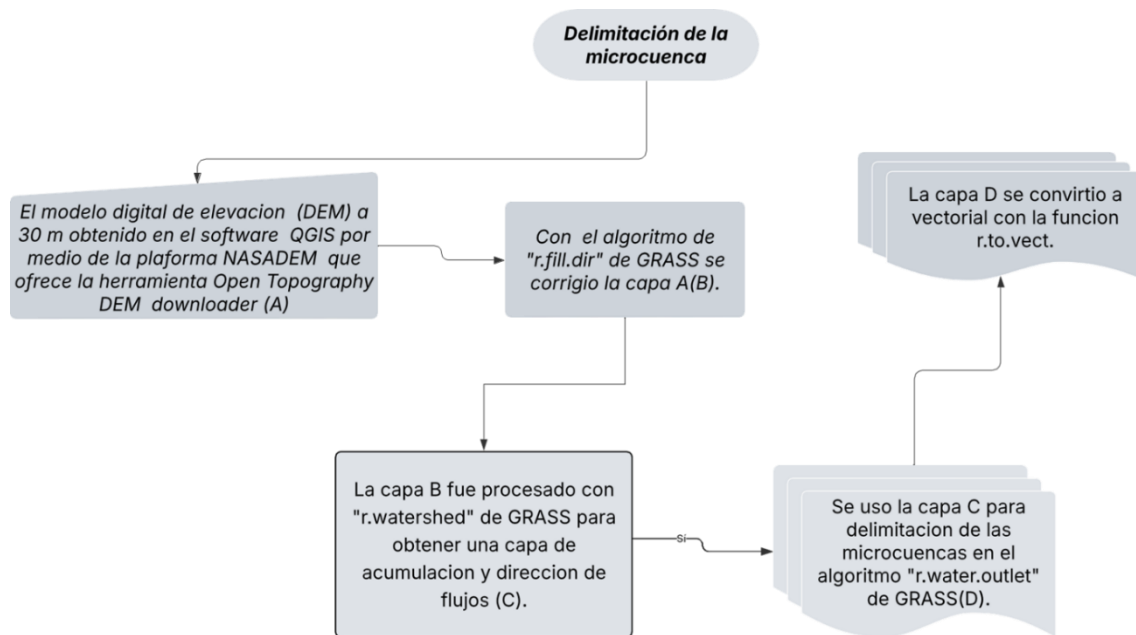 Delimitación de la
microcuenca
El modelo digital de elevacion (DEM) a
30 m obtenido en el software QGIS por
medio de la plaforma NASADEM que
ofrece la herramienta Open Topography
DEM downloader (A)
Con el algoritmo de
"r.fill.dir" de GRASS se
corrigio la capa A(B).
La capa B fue procesado con
"r.watershed" de GRASS para
obtener una capa de
acumulacion y direccion de
flujos (C).
Sí
Se uso la capa C para
delimitacion de las
microcuencas en el
algoritmo "r.water.outlet"
de GRASS(D).
La capa D se convirtio a
vectorial con la funcion
r.to.vect.